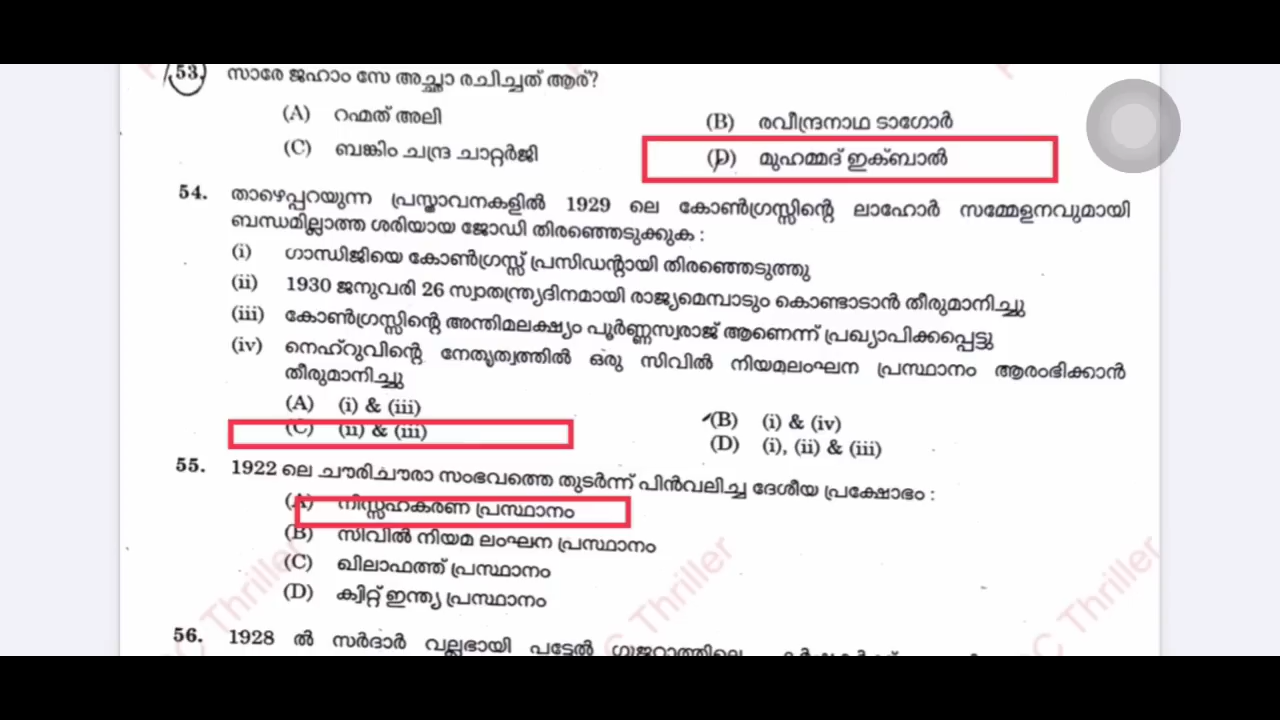 53. സാരേ ജഹാം സേ അച്ഛാ രചിച്ചത് ആര്?
(A) റഹ്മത് അലി
(B) രവീന്ദ്രനാഥ ടാഗോർ
(C) ബങ്കിം ചന്ദ്ര ചാറ്റർജി
(D) മുഹമ്മദ് ഇക്ബാൽ
54. താഴെപ്പറയുന്ന പ്രസ്താവനകളിൽ 1929 ലെ കോൺഗ്രസ്സിന്റെ ലാഹോർ സമ്മേളനവുമായി
ബന്ധമില്ലാത്ത ശരിയായ ജോഡി തിരഞ്ഞെടുക്കുക :
(i) ഗാന്ധിജിയെ കോൺഗ്രസ്സ് പ്രസിഡന്റായി തിരഞ്ഞെടുത്തു
(ii) 1930 ജനുവരി 26 സ്വാതന്ത്ര്യദിനമായി രാജ്യമെമ്പാടും കൊണ്ടാടാൻ തീരുമാനിച്ചു
(iii) കോൺഗ്രസ്സിന്റെ അന്തിമലക്ഷ്യം പൂർണ്ണസ്വരാജ് ആണെന്ന് പ്രഖ്യാപിക്കപ്പെട്ടു
(iv) നെഹ്റുവിന്റെ നേതൃത്വത്തിൽ ഒരു സിവിൽ നിയമലംഘന പ്രസ്ഥാനം ആരംഭിക്കാൻ
തീരുമാനിച്ചു
(A) (i) & (iii)
(B) (i) & (iv)
(C) (ii) & (iii)
(D) (i), (ii) & (iii)
55. 1922 ലെ ചൗരിചൗരാ സംഭവത്തെ തുടർന്ന് പിൻവലിച്ച ദേശീയ പ്രക്ഷോഭം :
(A) നിസ്സഹകരണ പ്രസ്ഥാനം
(B) സിവിൽ നിയമ ലംഘന പ്രസ്ഥാനം
(C) ഖിലാഫത്ത് പ്രസ്ഥാനം
(D) ക്വിറ്റ് ഇന്ത്യ പ്രസ്ഥാനം
56. 1928 ൽ സർദാർ വല്ലഭായി പട്ടേൽ ഗുജറാത്തിലെ
C Thriller
C Thriller
C Thriller